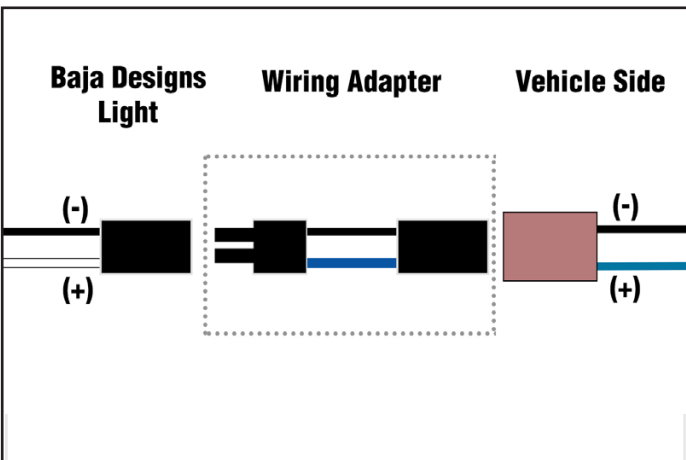 Baja Designs
Light
Wiring Adapter
Vehicle Side
(-)
(+)
(-)
(+)